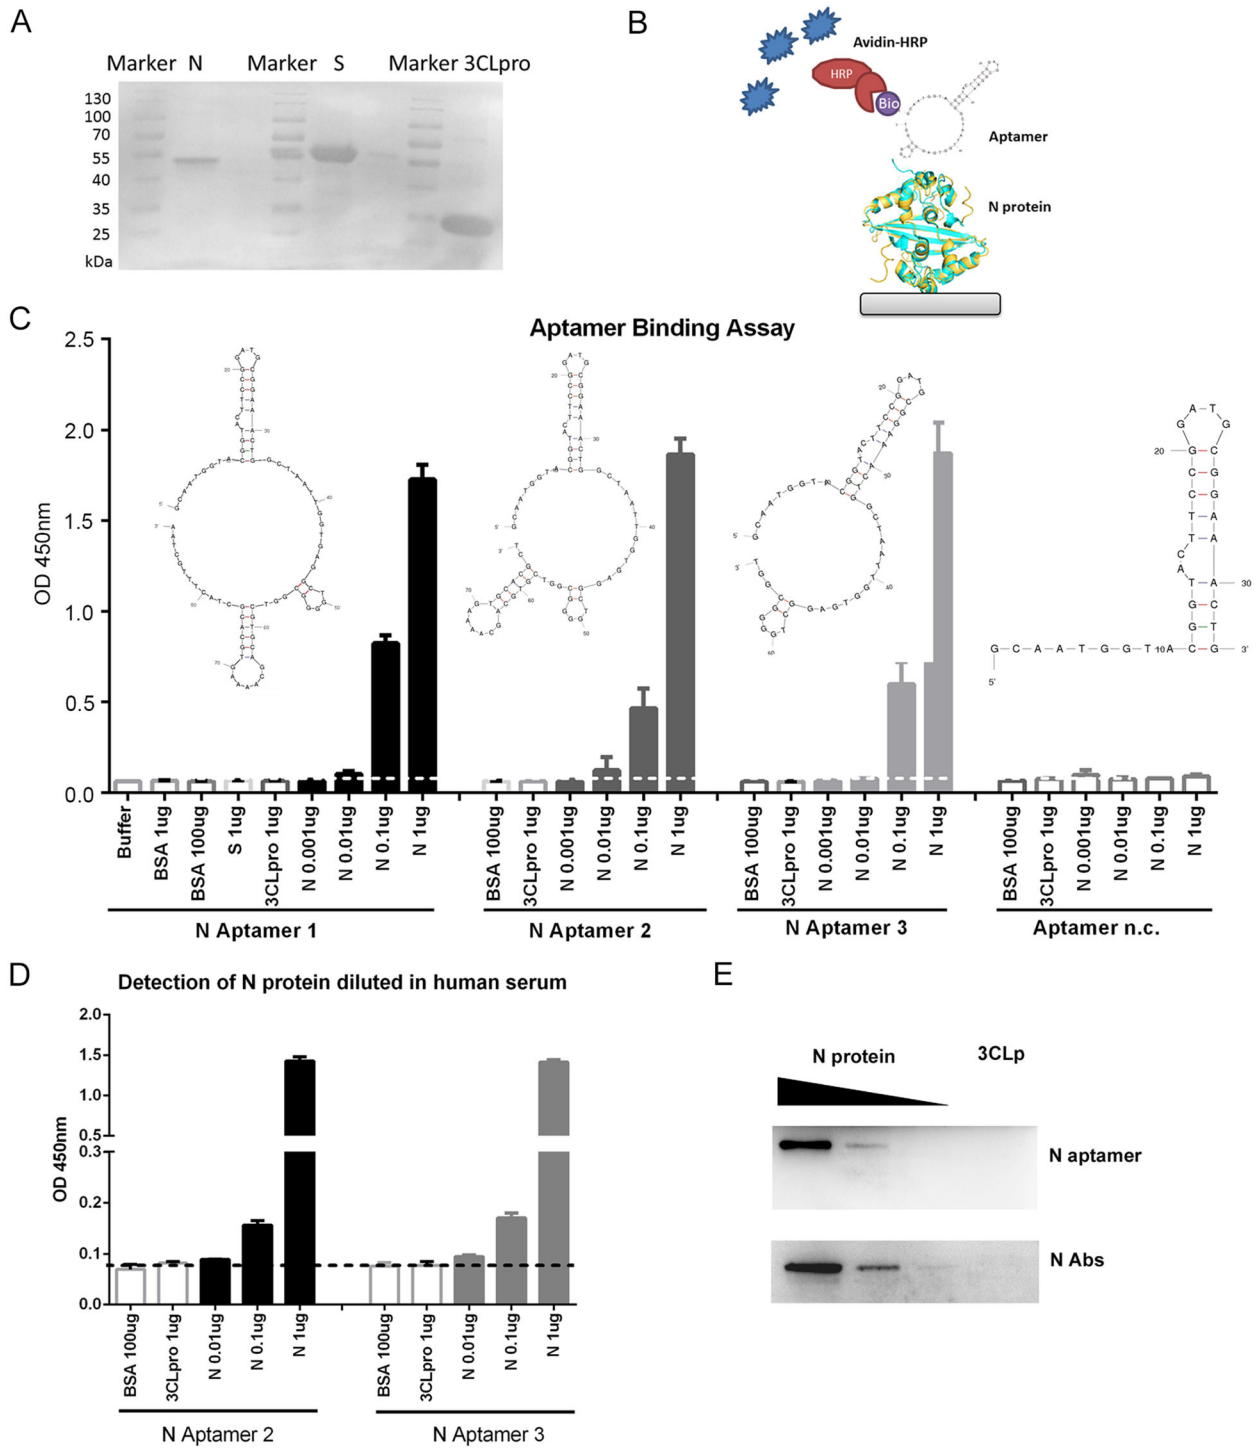 A
Marker N Marker S Marker 3CLpro
130
100
70
55
40
35
25
kDa
B
Avidin-HRP
HRP
Bio
Aptamer
N protein
C
Aptamer Binding Assay
OD 450nm
2.5
2.0
1.5
1.0
0.5
0.0
Buffer
BSA 1ug
BSA 100ug
S 1ug
3CLpro 1ug
N 0.001ug
N 0.01ug
N 0.1ug
N 1ug
N Aptamer 1
BSA 100ug
3CLpro 1ug
N 0.001ug
N 0.01ug
N 0.1ug
N 1ug
N Aptamer 2
BSA 100ug
3CLpro 1ug
N 0.001ug
N 0.01ug
N 0.1ug
N 1ug
N Aptamer 3
BSA 100ug
3CLpro 1ug
N 0.001ug
N 0.01ug
N 0.1ug
N 1ug
Aptamer n.c.
D
Detection of N protein diluted in human serum
OD 450nm
2.0
1.5
1.0
0.5
0.3
0.2
0.1
0.0
BSA 100ug
3CLpro 1ug
N 0.01ug
N 0.1ug
N 1ug
N Aptamer 2
BSA 100ug
3CLpro 1ug
N 0.01ug
N 0.1ug
N 1ug
N Aptamer 3
E
N protein 3CLp
N aptamer
N Abs